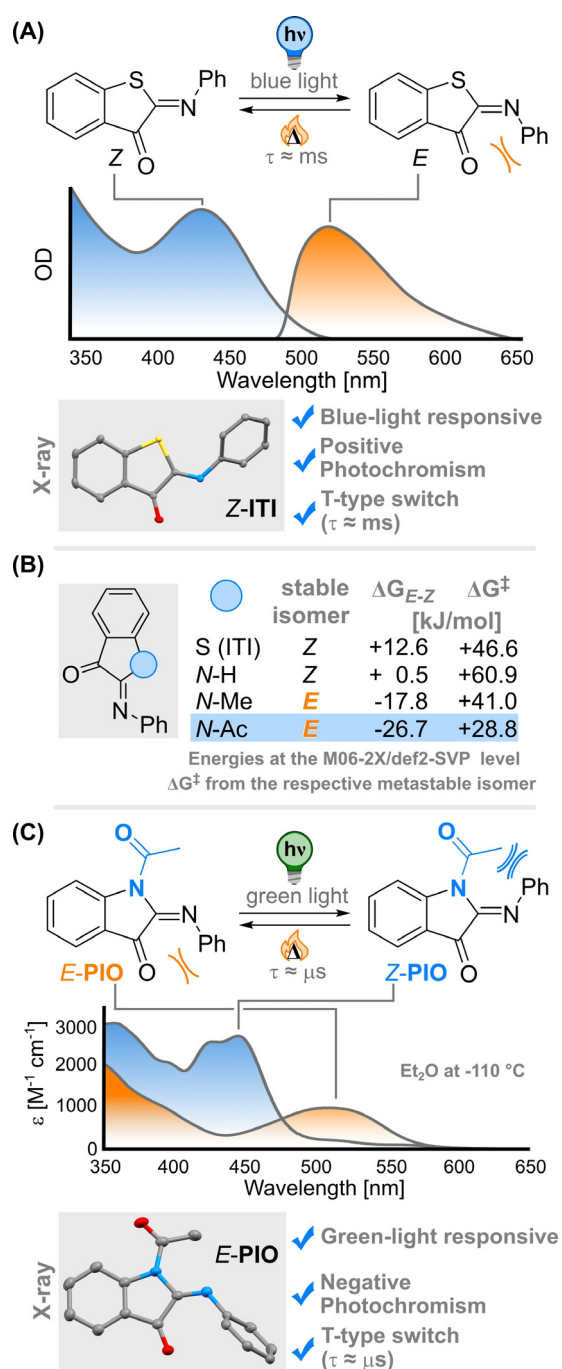 (A)
hν
blue light
Δ
τ ≈ ms
S
Ph
N
O
Z
S
N
Ph
O
E
OD
350 400 450 500 550 600 650
Wavelength [nm]
X-ray
Z-ITI
Blue-light responsive
Positive
Photochromism
T-type switch
(τ ≈ ms)
(B)
O
N
Ph
stable ΔG_E-Z ΔG‡
isomer [kJ/mol]
S (ITI) Z +12.6 +46.6
N-H Z + 0.5 +60.9
N-Me E -17.8 +41.0
N-Ac E -26.7 +28.8
Energies at the M06-2X/def2-SVP level
ΔG‡ from the respective metastable isomer
(C)
O
N
N
Ph
O
E-PIO
hν
green light
Δ
τ ≈ μs
O
N
Ph
N
O
Z-PIO
3000
2000
1000
0
ε [M⁻¹ cm⁻¹]
Et₂O at -110 °C
350 400 450 500 550 600 650
Wavelength [nm]
X-ray
E-PIO
Green-light responsive
Negative
Photochromism
T-type switch
(τ ≈ μs)